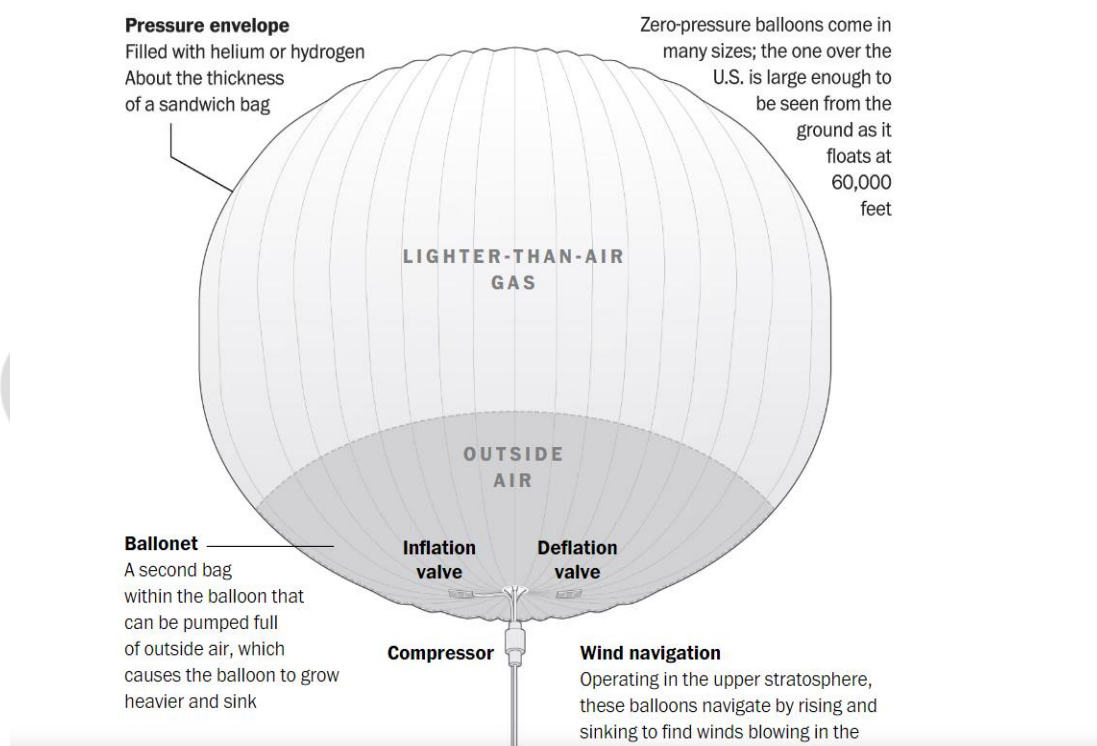 Pressure envelope
Filled with helium or hydrogen
About the thickness
of a sandwich bag
Zero-pressure balloons come in
many sizes; the one over the
U.S. is large enough to
be seen from the
ground as it
floats at
60,000
feet
LIGHTER-THAN-AIR
GAS
OUTSIDE
AIR
Ballonet
A second bag
within the balloon that
can be pumped full
of outside air, which
causes the balloon to grow
heavier and sink
Inflation
valve
Deflation
valve
Compressor
Wind navigation
Operating in the upper stratosphere,
these balloons navigate by rising and
sinking to find winds blowing in the